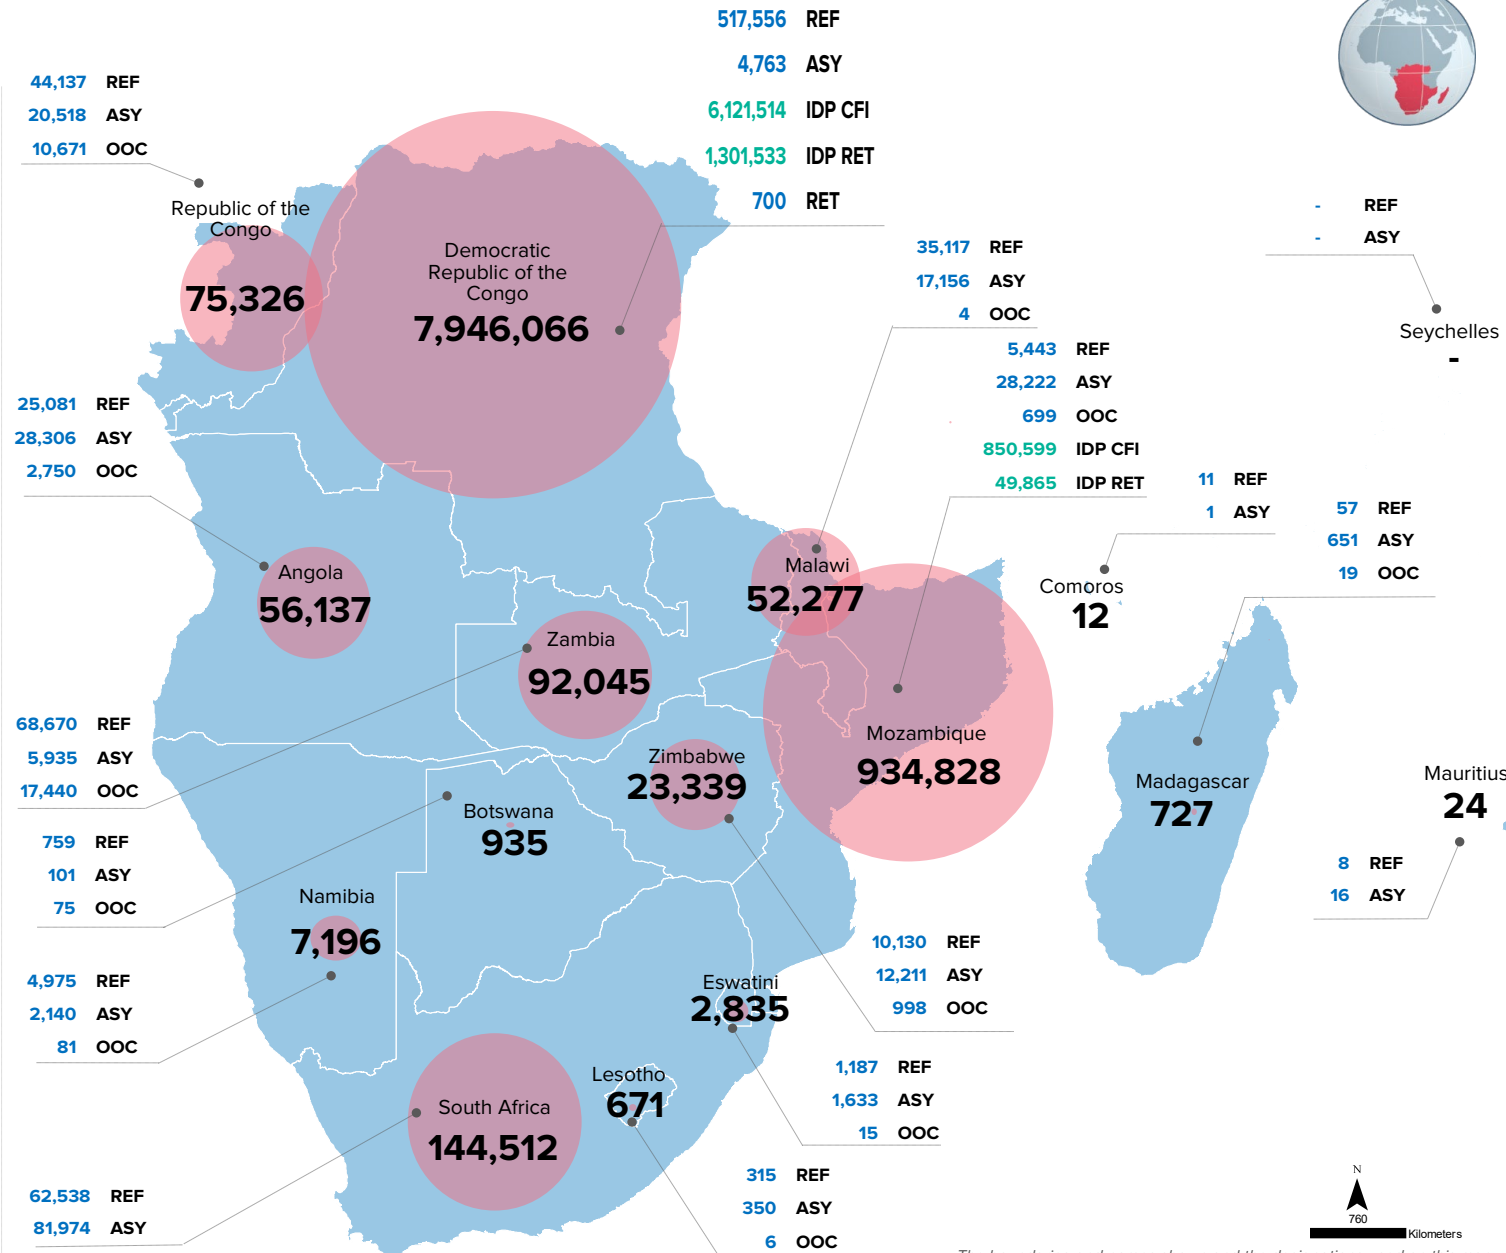 517,556 REF
4,763 ASY
6,121,514 IDP CFI
1,301,533 IDP RET
700 RET
44,137 REF
20,518 ASY
10,671 OOC
Republic of the
Congo
75,326
Democratic
Republic of the
Congo
7,946,066
35,117 REF
17,156 ASY
4 OOC
- REF
- ASY
Seychelles
-
5,443 REF
28,222 ASY
699 OOC
850,599 IDP CFI
49,865 IDP RET
25,081 REF
28,306 ASY
2,750 OOC
11 REF
1 ASY
57 REF
651 ASY
19 OOC
Angola
56,137
Malawi
52,277
Comoros
12
Zambia
92,045
68,670 REF
5,935 ASY
17,440 OOC
Mozambique
934,828
Zimbabwe
23,339
Madagascar
727
Mauritius
24
8 REF
16 ASY
Botswana
935
759 REF
101 ASY
75 OOC
Namibia
7,196
4,975 REF
2,140 ASY
81 OOC
10,130 REF
12,211 ASY
998 OOC
Eswatini
2,835
1,187 REF
1,633 ASY
15 OOC
Lesotho
671
South Africa
144,512
62,538 REF
81,974 ASY
315 REF
350 ASY
6 OOC
N
760
Kilometers